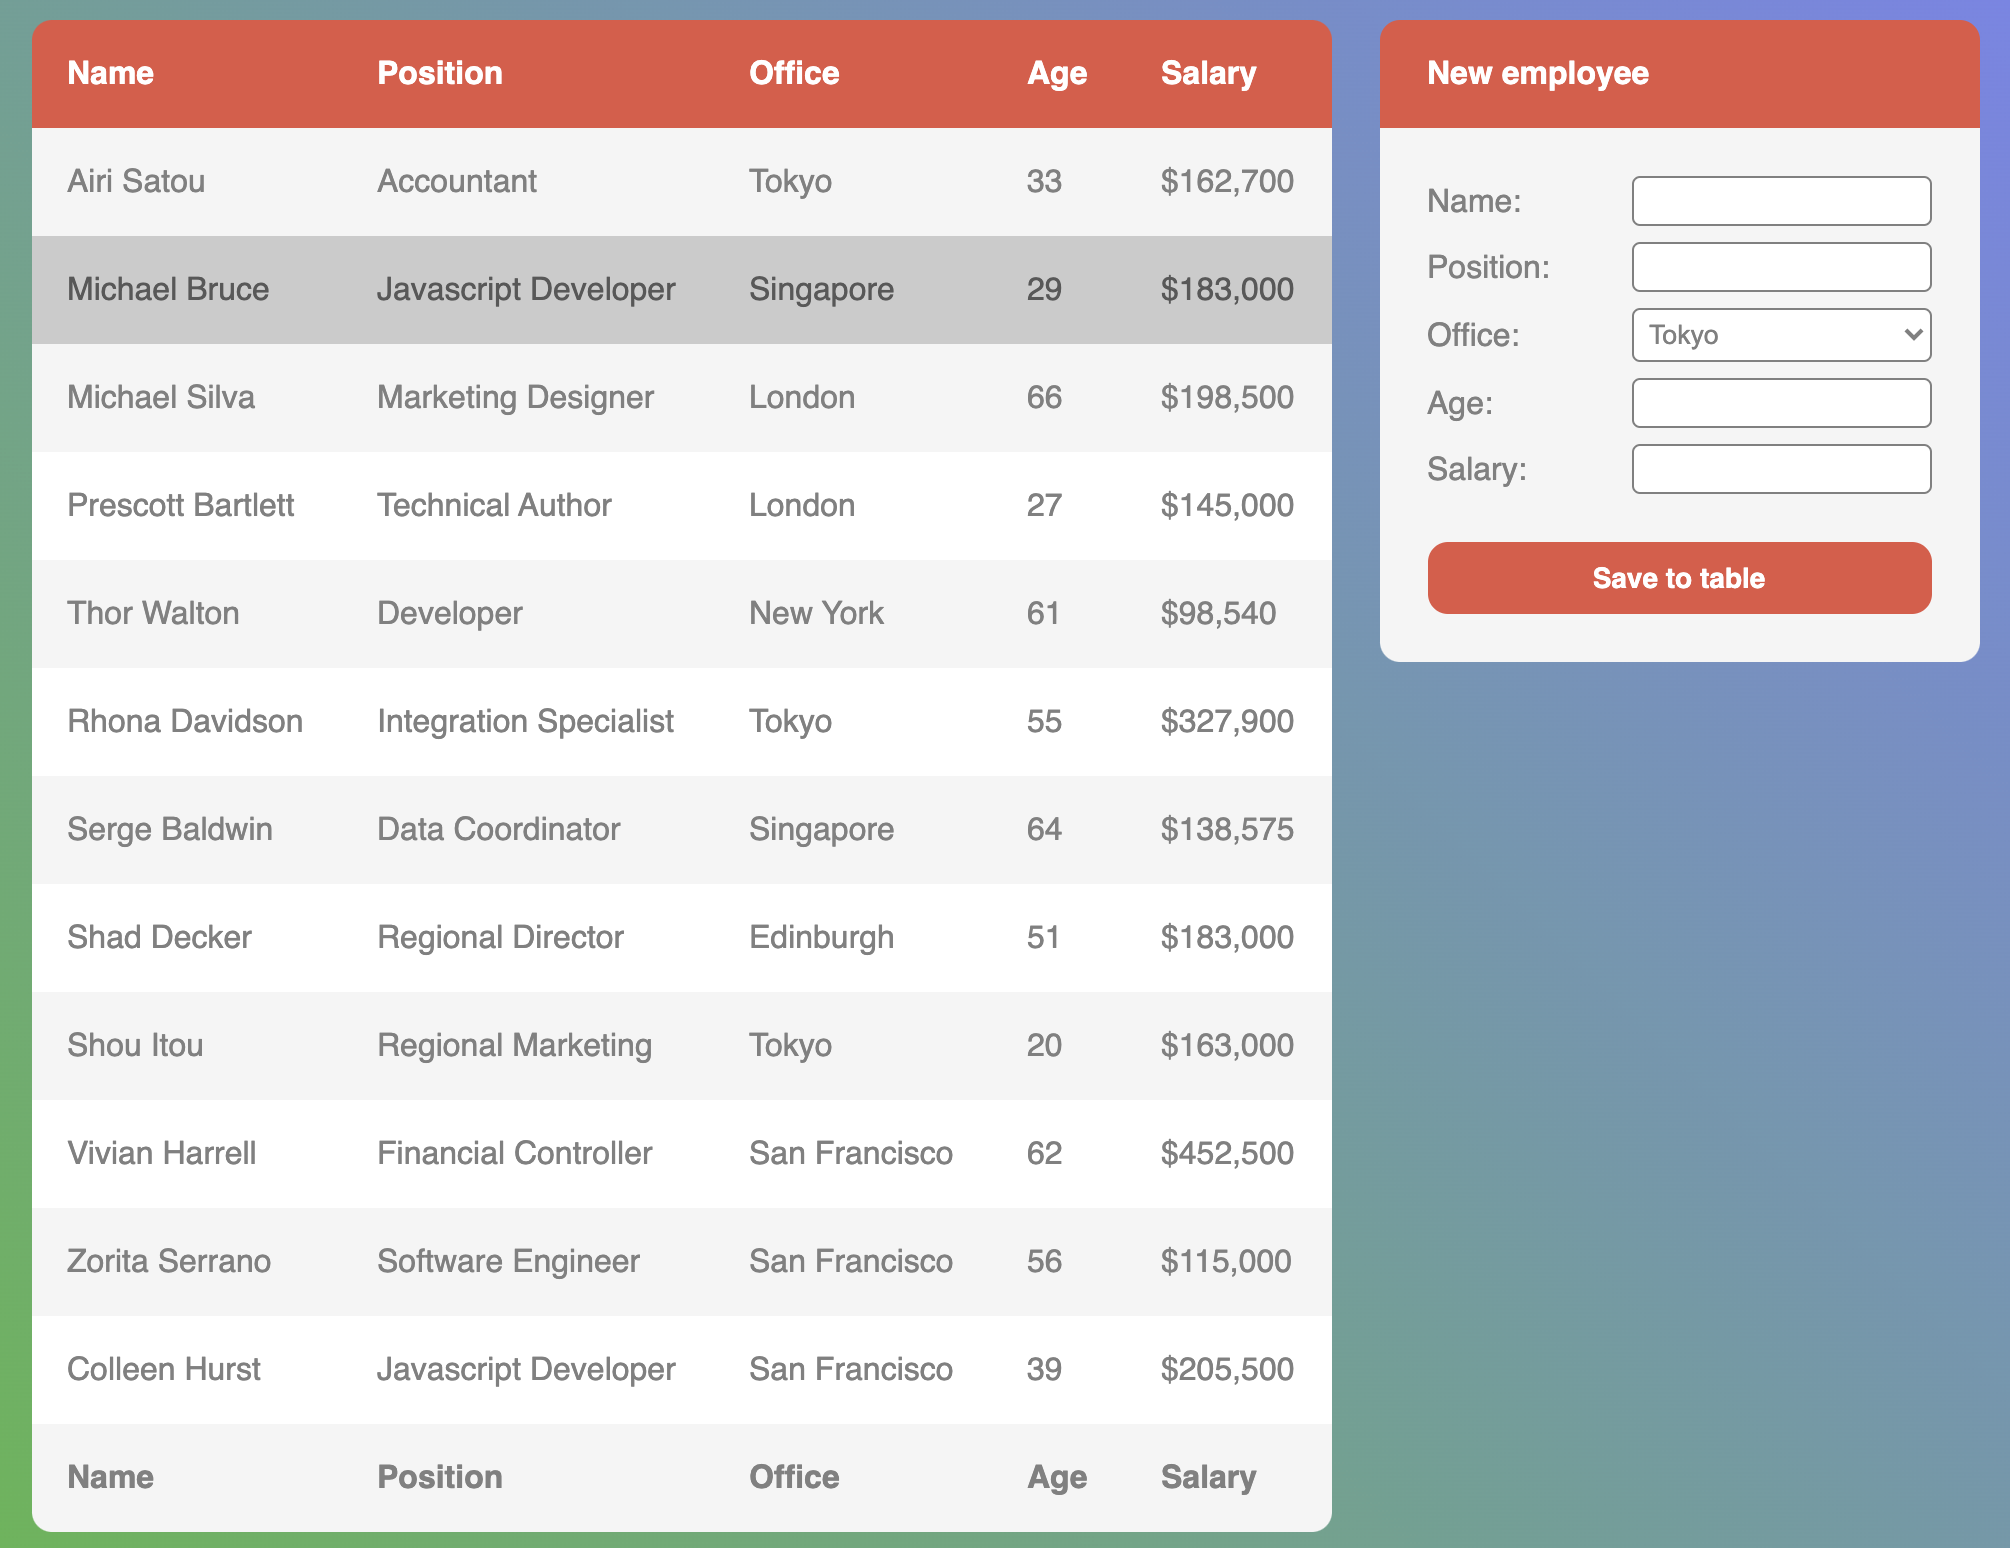 Name Position Office Age Salary
Airi Satou Accountant Tokyo 33 $162,700
Michael Bruce Javascript Developer Singapore 29 $183,000
Michael Silva Marketing Designer London 66 $198,500
Prescott Bartlett Technical Author London 27 $145,000
Thor Walton Developer New York 61 $98,540
Rhona Davidson Integration Specialist Tokyo 55 $327,900
Serge Baldwin Data Coordinator Singapore 64 $138,575
Shad Decker Regional Director Edinburgh 51 $183,000
Shou Itou Regional Marketing Tokyo 20 $163,000
Vivian Harrell Financial Controller San Francisco 62 $452,500
Zorita Serrano Software Engineer San Francisco 56 $115,000
Colleen Hurst Javascript Developer San Francisco 39 $205,500
Name Position Office Age Salary
New employee
Name:
Position:
Office: Tokyo
Age:
Salary:
Save to table